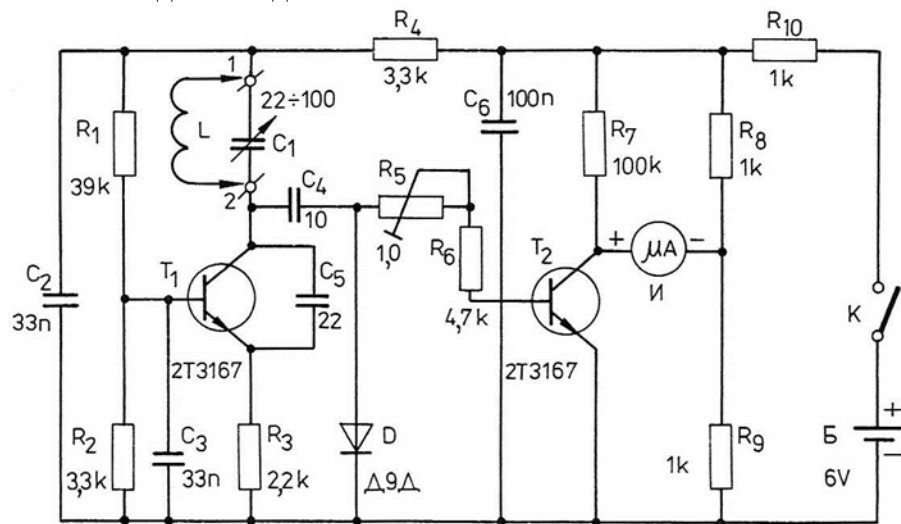 R4
3,3k
R10
1k
1
22÷100
C1
L
2
R1
39k
C6
100n
R7
100k
R8
1k
C4
10
R5
1,0
R6
4,7k
T1
2T3167
C5
22
C2
33n
T2
2T3167
+
μA
-
И
K
R2
3,3k
C3
33n
R3
2,2k
D
Д9Д
R9
1k
Б
6V
+
-